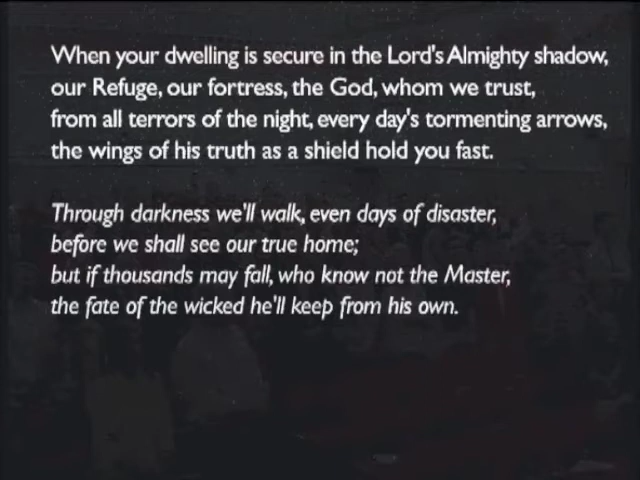 When your dwelling is secure in the Lord's Almighty shadow,
our Refuge, our fortress, the God, whom we trust,
from all terrors of the night, every day's tormenting arrows,
the wings of his truth as a shield hold you fast.
Through darkness we'll walk, even days of disaster,
before we shall see our true home;
but if thousands may fall, who know not the Master,
the fate of the wicked he'll keep from his own.